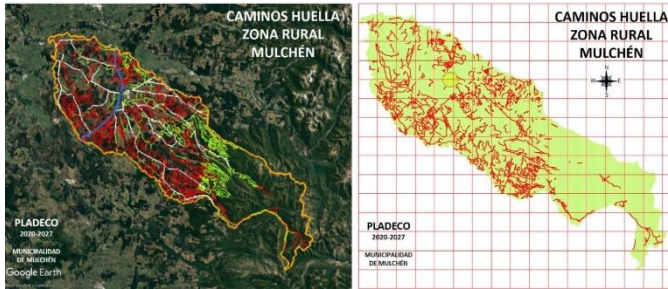 CAMINOS HUELLA
ZONA RURAL
MULCHÉN
PLADECO
2020-2027
MUNICIPALIDAD
DE MULCHÉN
Google Earth
CAMINOS HUELLA
ZONA RURAL
MULCHÉN
N
W
E
S
PLADECO
2020-2027
MUNICIPALIDAD
DE MULCHÉN